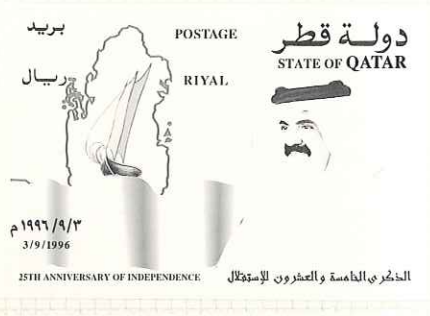 بريد
POSTAGE
دولة قطر
STATE OF QATAR
ريال
RIYAL
١٩٩٦/٩/٣ م
3/9/1996
25TH ANNIVERSARY OF INDEPENDENCE
الذكرى الخامسة والعشرون للإستقلال